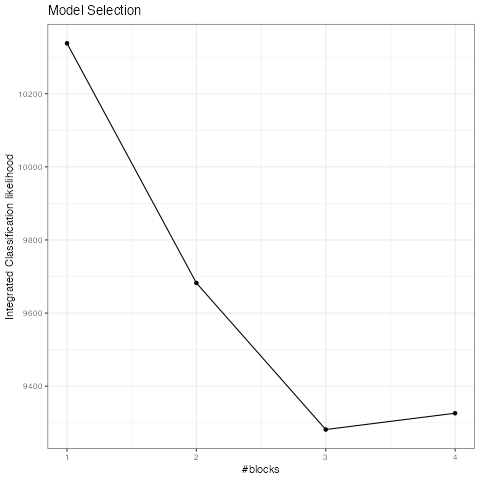 Model Selection
Integrated Classification likelihood
10200
10000
9800
9600
9400
1 2 3 4
#blocks